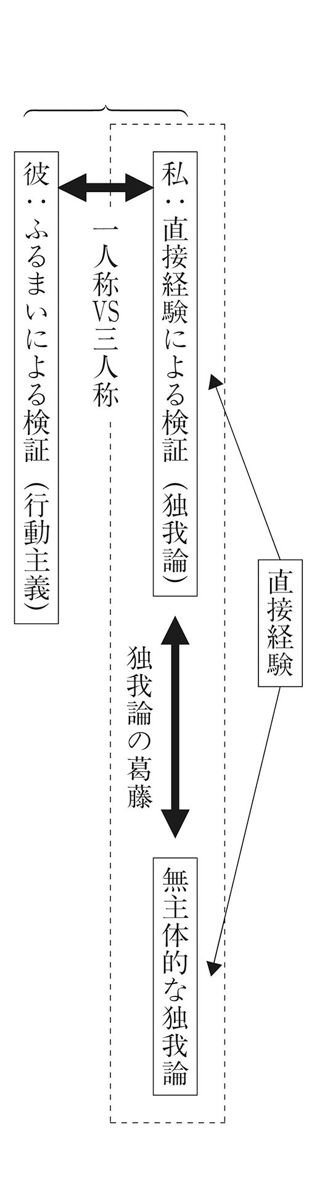 直接経験
私：直接経験による検証（独我論）
無主体的な独我論
独我論の葛藤
一人称VS三人称
彼：ふるまいによる検証（行動主義）